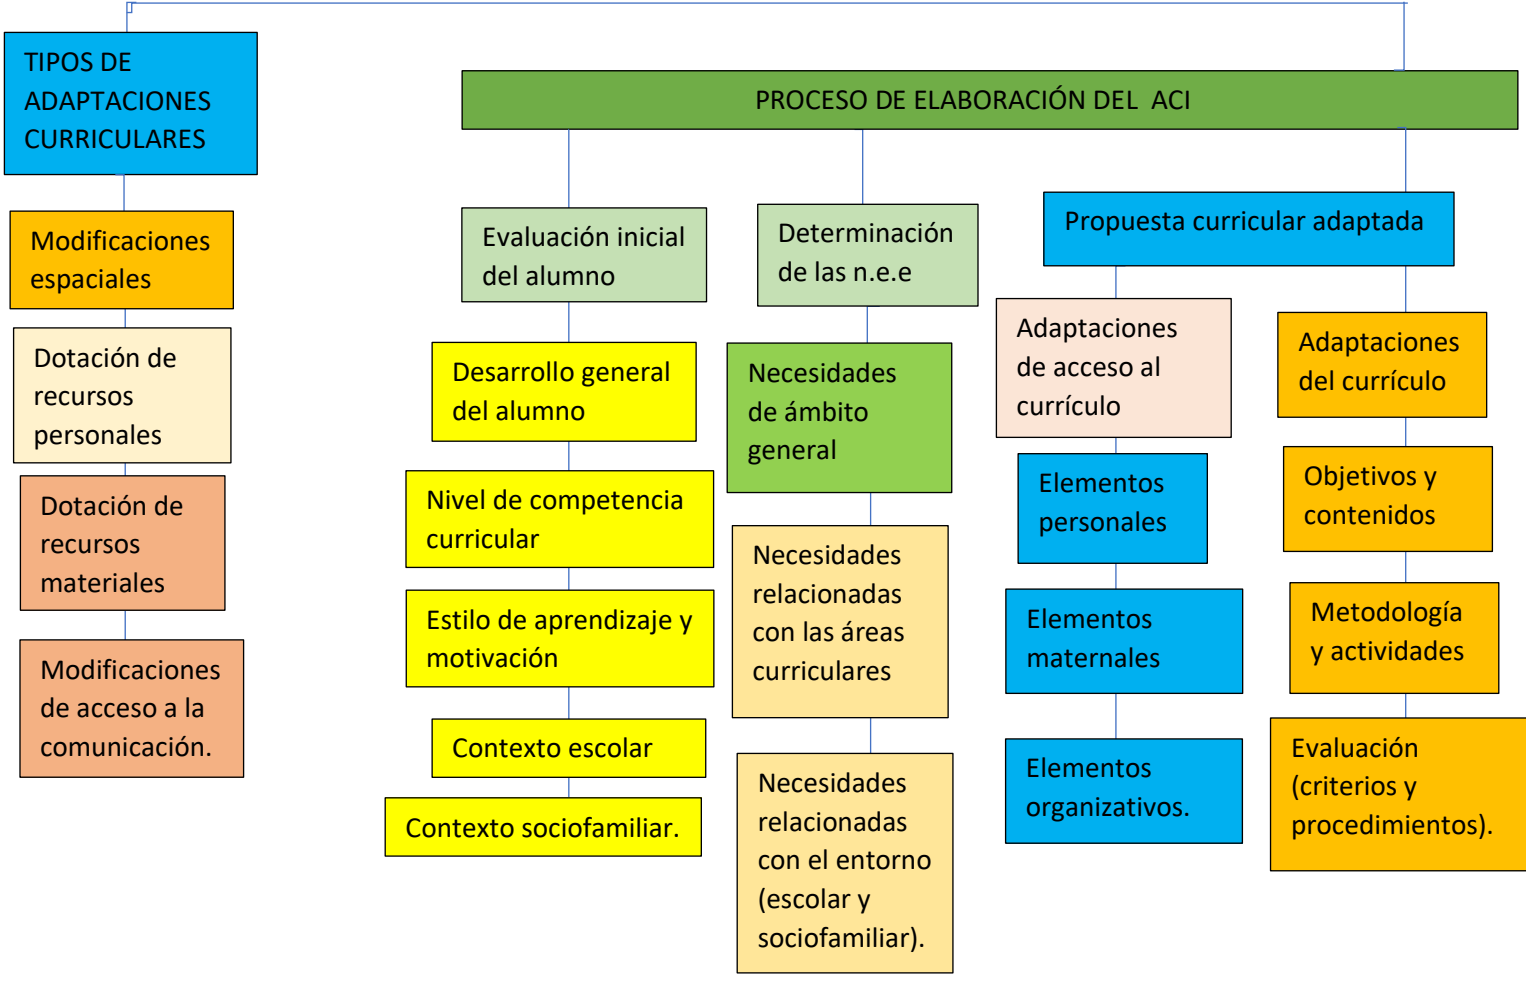 TIPOS DE
ADAPTACIONES
CURRICULARES
Modificaciones
espaciales
Dotación de
recursos
personales
Dotación de
recursos
materiales
Modificaciones
de acceso a la
comunicación.
PROCESO DE ELABORACIÓN DEL ACI
Evaluación inicial
del alumno
Desarrollo general
del alumno
Nivel de competencia
curricular
Estilo de aprendizaje y
motivación
Contexto escolar
Contexto sociofamiliar.
Determinación
de las n.e.e
Necesidades
de ámbito
general
Necesidades
relacionadas
con las áreas
curriculares
Necesidades
relacionadas
con el entorno
(escolar y
sociofamiliar).
Propuesta curricular adaptada
Adaptaciones
de acceso al
currículo
Elementos
personales
Elementos
maternales
Elementos
organizativos.
Adaptaciones
del currículo
Objetivos y
contenidos
Metodología
y actividades
Evaluación
(criterios y
procedimientos).